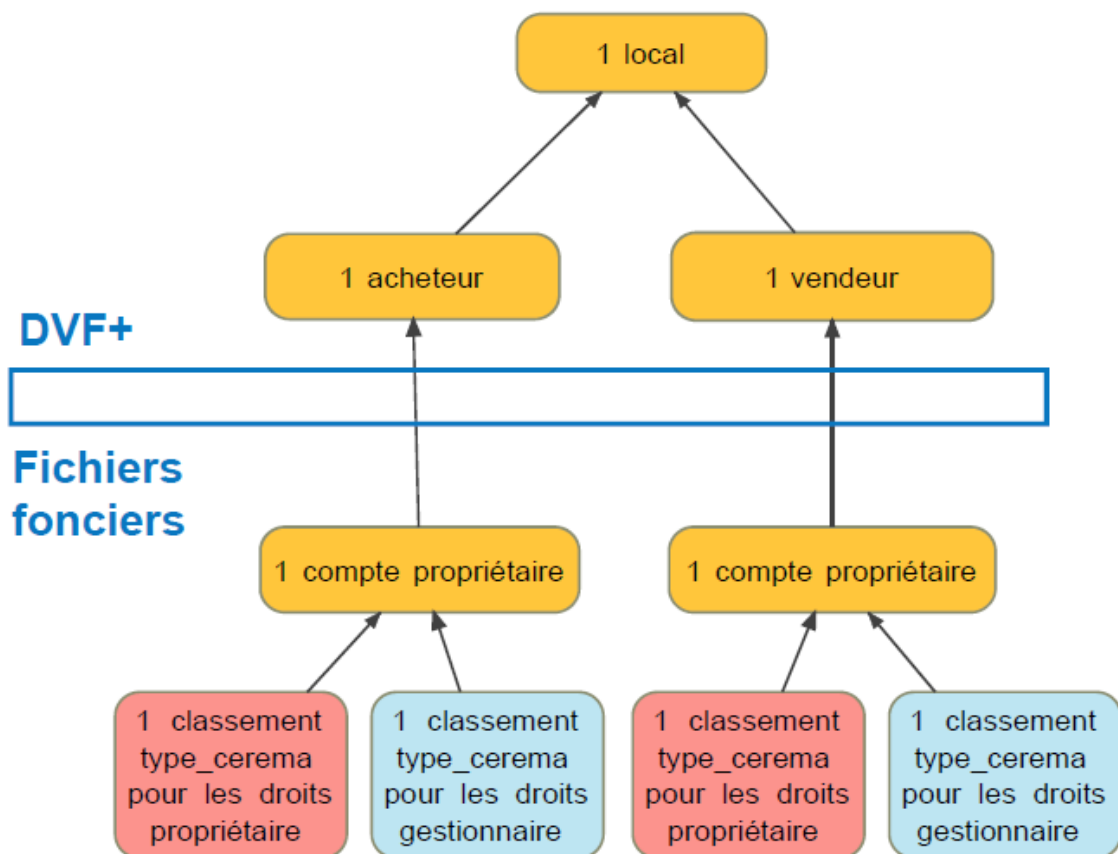 1 local
1 acheteur
1 vendeur
DVF+
Fichiers
fonciers
1 compte propriétaire
1 compte propriétaire
1 classement
type_cerema
pour les droits
propriétaire
1 classement
type_cerema
pour les droits
gestionnaire
1 classement
type_cerema
pour les droits
propriétaire
1 classement
type_cerema
pour les droits
gestionnaire